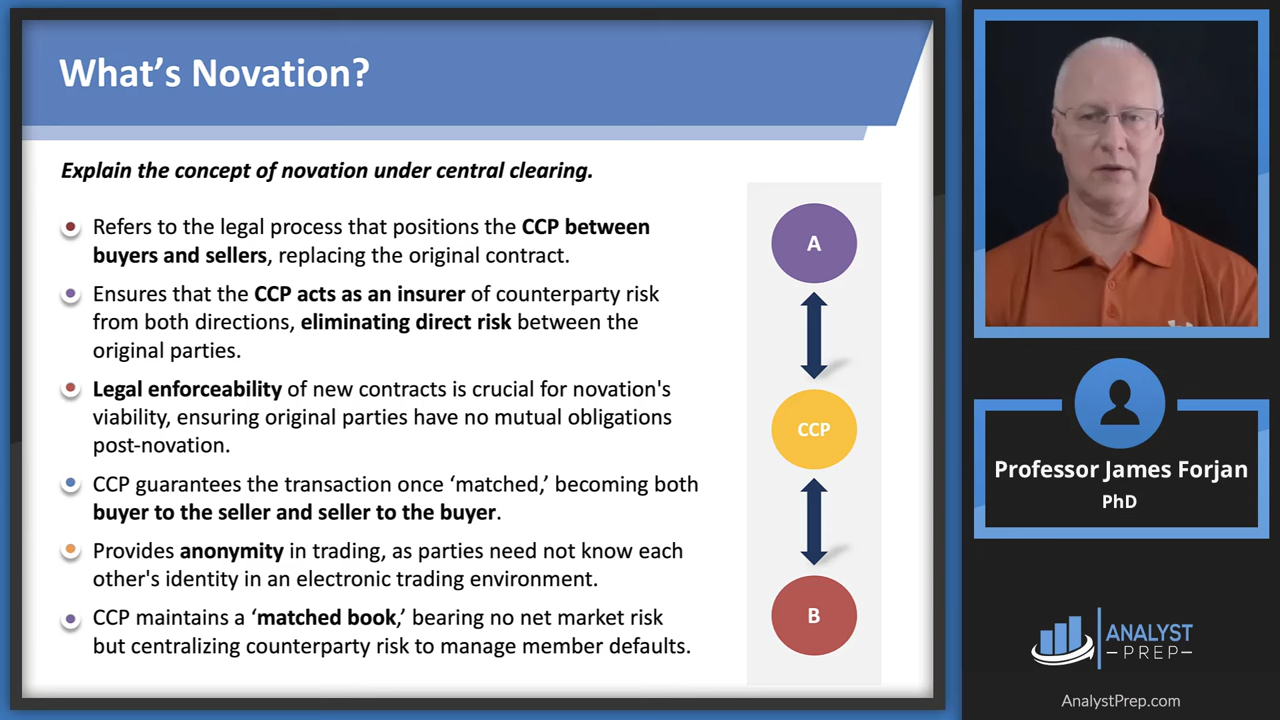 What's Novation?
Explain the concept of novation under central clearing.
Refers to the legal process that positions the CCP between
buyers and sellers, replacing the original contract.
Ensures that the CCP acts as an insurer of counterparty risk
from both directions, eliminating direct risk between the
original parties.
Legal enforceability of new contracts is crucial for novation's
viability, ensuring original parties have no mutual obligations
post-novation.
CCP guarantees the transaction once ‘matched,’ becoming both
buyer to the seller and seller to the buyer.
Provides anonymity in trading, as parties need not know each
other's identity in an electronic trading environment.
CCP maintains a ‘matched book,’ bearing no net market risk
but centralizing counterparty risk to manage member defaults.
A
CCP
B
Professor James Forjan
PhD
ANALYST
–PREP–
AnalystPrep.com